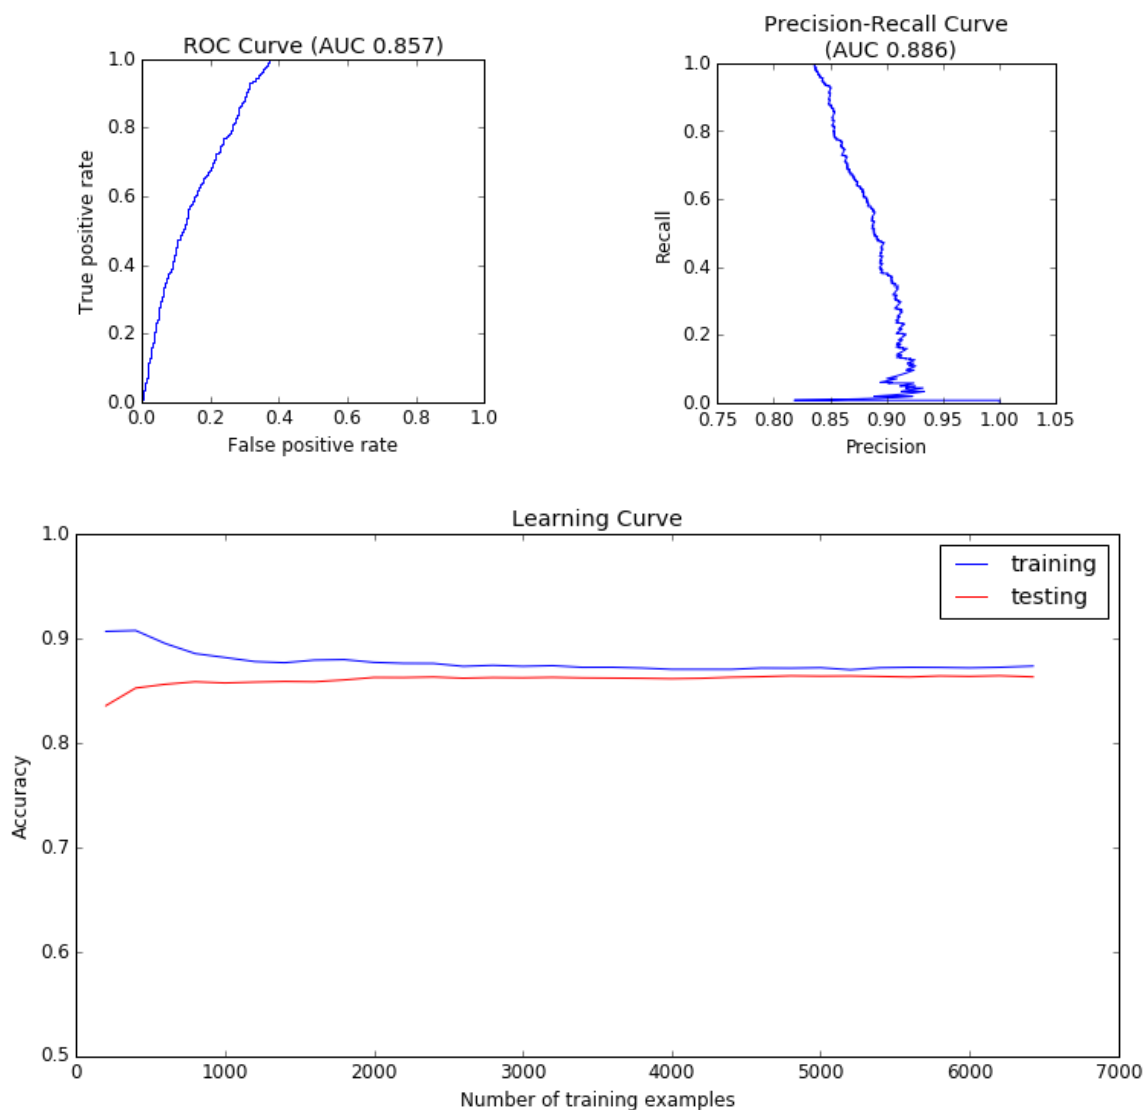 ROC Curve (AUC 0.857)
1.0
0.8
0.6
0.4
0.2
0.0
True positive rate
0.0 0.2 0.4 0.6 0.8 1.0
False positive rate
Precision-Recall Curve
(AUC 0.886)
1.0
0.8
0.6
0.4
0.2
0.0
Recall
0.75 0.80 0.85 0.90 0.95 1.00 1.05
Precision
Learning Curve
1.0
0.9
0.8
0.7
0.6
0.5
Accuracy
training
testing
0 1000 2000 3000 4000 5000 6000 7000
Number of training examples